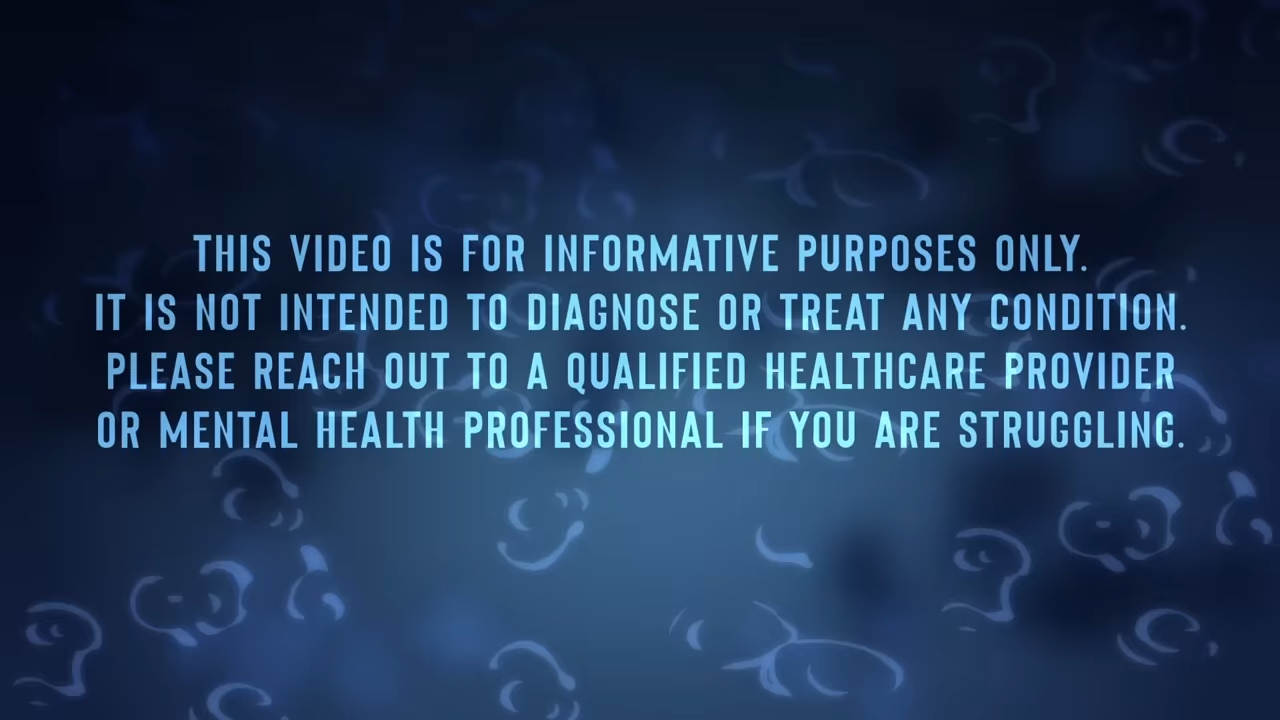 THIS VIDEO IS FOR INFORMATIVE PURPOSES ONLY.
IT IS NOT INTENDED TO DIAGNOSE OR TREAT ANY CONDITION.
PLEASE REACH OUT TO A QUALIFIED HEALTHCARE PROVIDER
OR MENTAL HEALTH PROFESSIONAL IF YOU ARE STRUGGLING.